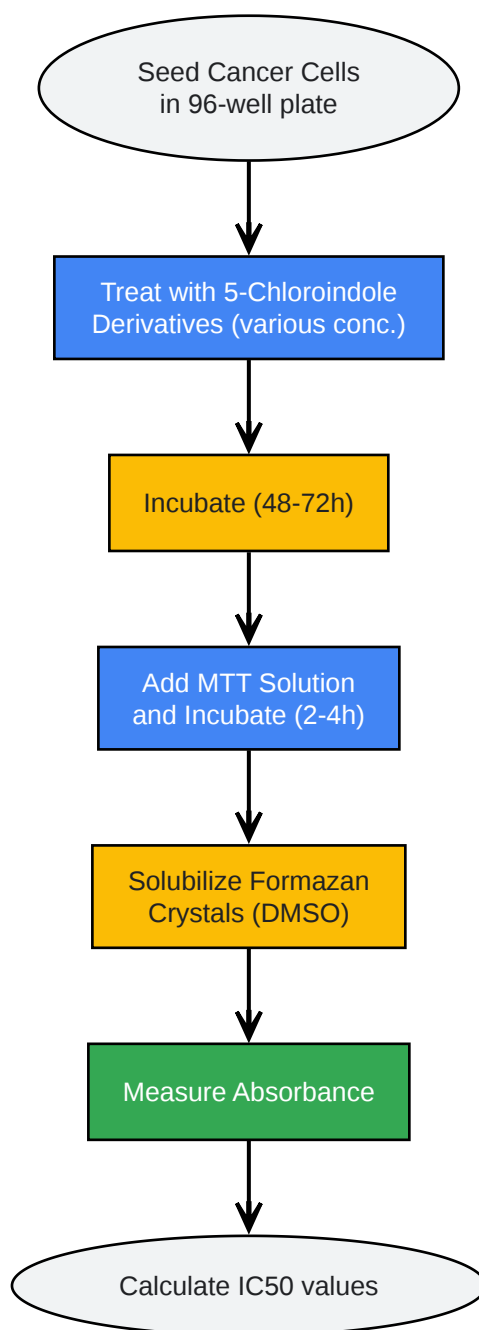 Seed Cancer Cells
in 96-well plate
Treat with 5-Chloroindole
Derivatives (various conc.)
Incubate (48-72h)
Add MTT Solution
and Incubate (2-4h)
Solubilize Formazan
Crystals (DMSO)
Measure Absorbance
Calculate IC50 values